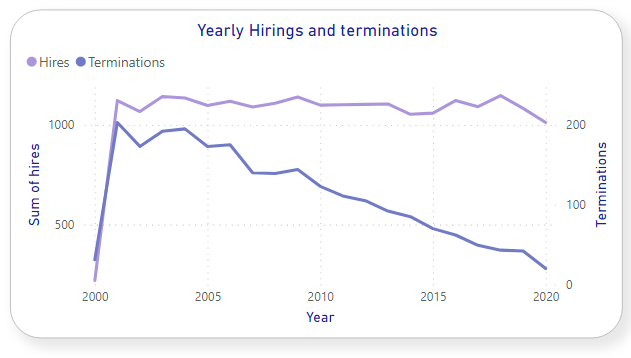 Yearly Hirings and terminations
Hires Terminations
1000
500
Sum of hires
200
100
0
Terminations
2000 2005 2010 2015 2020
Year